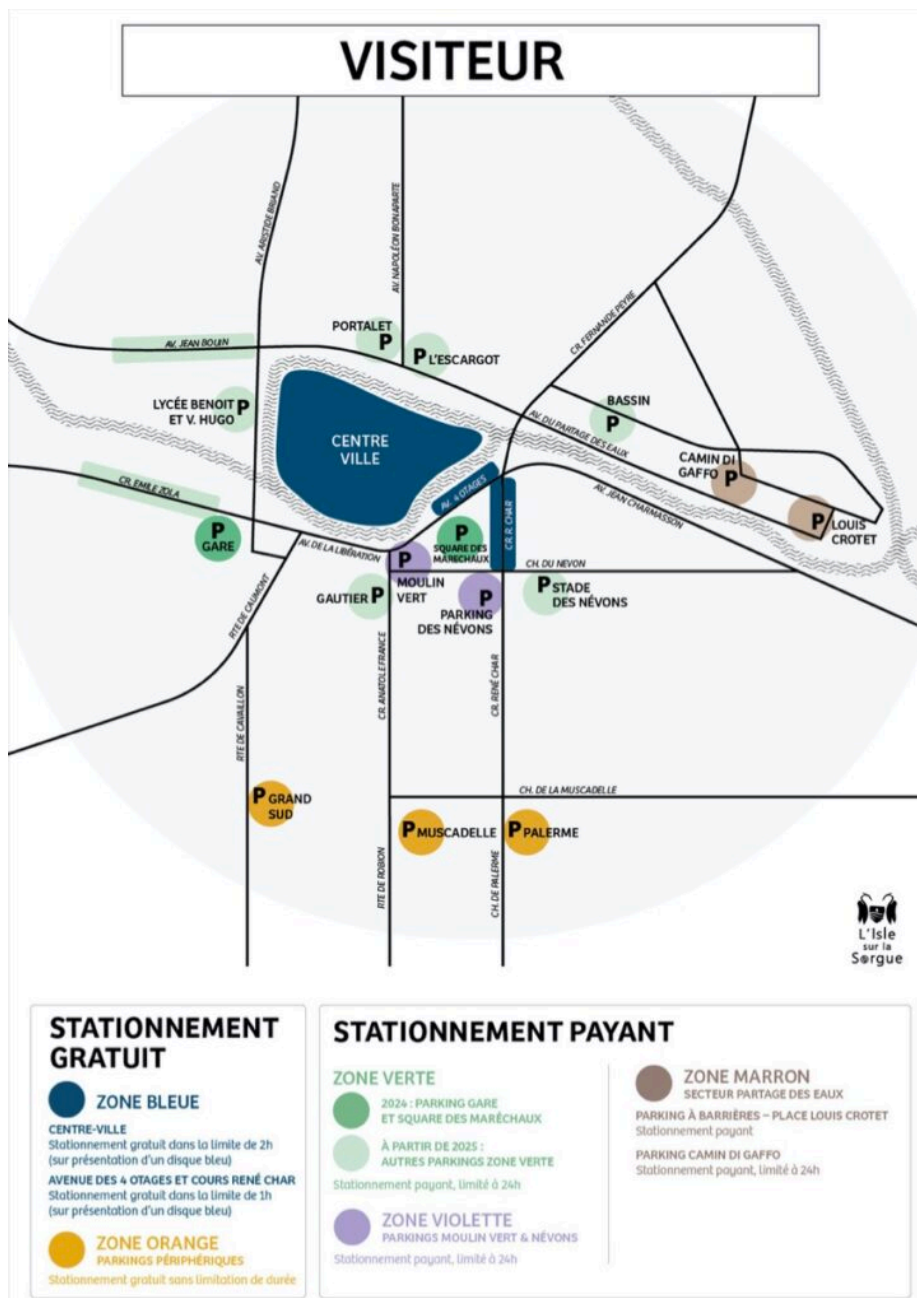 VISITEUR
AV. ARISTIDE BRIAND
AV. NAPOLÉON BONAPARTE
CR. FERNANDE PEYRE
PORTALET
P
P L'ESCARGOT
AV. JEAN BOUIN
LYCÉE BENOIT
ET V. HUGO P
CENTRE
VILLE
BASSIN
P
AV. DU PARTAGE DES EAUX
CAMIN DI
GAFFO
P
P LOUIS
CROTET
CR. EMILE ZOLA
AV. 4 OTAGES
CR. R. CHAR
AV. JEAN CHARMASSON
P
GARE
AV. DE LA LIBÉRATION
P
SQUARE DES
MARECHAUX
P
MOULIN
VERT
CH. DU NEVON
GAUTIER P
P
PARKING
DES NÉVONS
P STADE
DES NÉVONS
RTE DE CAUMONT
RTE DE CAVAILLON
CR. ANATOLE FRANCE
CR. RENÉ CHAR
P GRAND
SUD
CH. DE LA MUSCADELLE
P MUSCADELLE
P PALERME
RTE DE ROBION
CH. DE PALERME
L'Isle
sur la
Sorgue
STATIONNEMENT
GRATUIT
ZONE BLEUE
CENTRE-VILLE
Stationnement gratuit dans la limite de 2h
(sur présentation d'un disque bleu)
AVENUE DES 4 OTAGES ET COURS RENÉ CHAR
Stationnement gratuit dans la limite de 1h
(sur présentation d'un disque bleu)
ZONE ORANGE
PARKINGS PÉRIPHÉRIQUES
Stationnement gratuit sans limitation de durée
STATIONNEMENT PAYANT
ZONE VERTE
2024 : PARKING GARE
ET SQUARE DES MARÉCHAUX
À PARTIR DE 2025 :
AUTRES PARKINGS ZONE VERTE
Stationnement payant, limité à 24h
ZONE VIOLETTE
PARKINGS MOULIN VERT & NÉVONS
Stationnement payant, limité à 24h
ZONE MARRON
SECTEUR PARTAGE DES EAUX
PARKING À BARRIÈRES – PLACE LOUIS CROTET
Stationnement payant
PARKING CAMIN DI GAFFO
Stationnement payant, limité à 24h